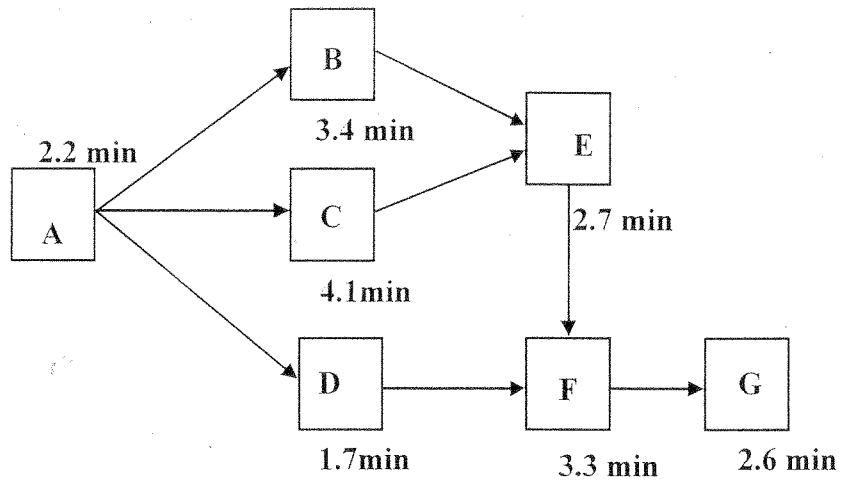 B
3.4 min
2.2 min
A
C
4.1min
E
2.7 min
D
1.7min
F
3.3 min
G
2.6 min